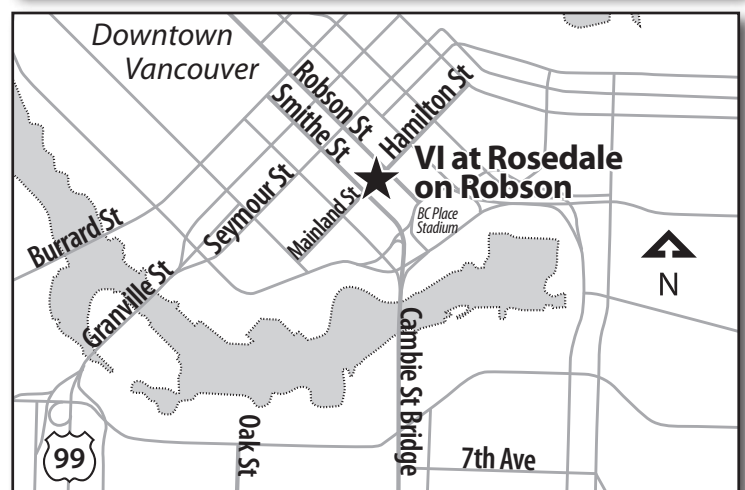 Downtown
Vancouver
Robson St
Hamilton St
Smithe St
VI at Rosedale
on Robson
Seymour St
Mainland St
BC Place
Stadium
Burrard St
Granville St
N
Cambie St Bridge
Oak St
7th Ave
99